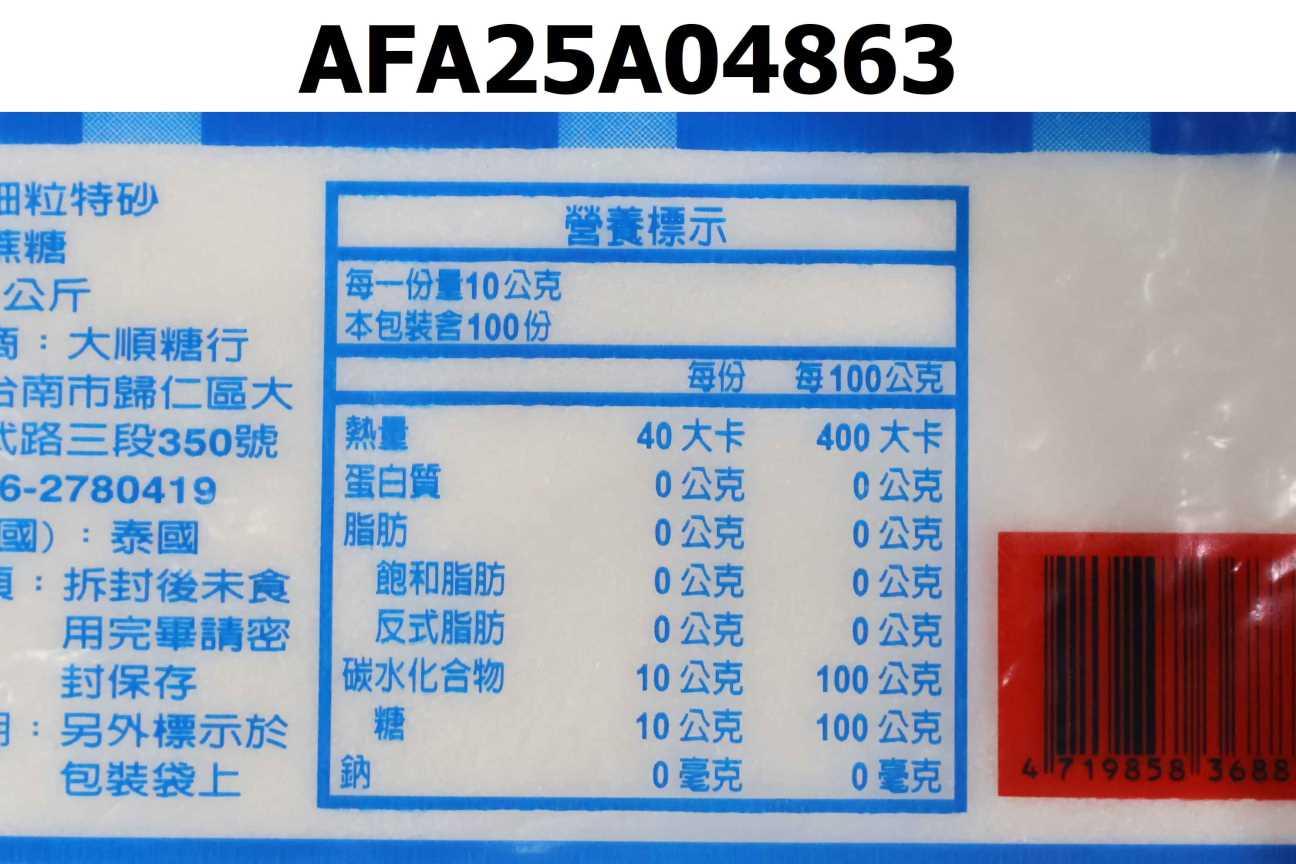 AFA25A04863
細粒特砂
蔗糖
公斤
商：大順糖行
台南市歸仁區大
武路三段350號
6-2780419
國）：泰國
項：拆封後未食
用完畢請密
封保存
期：另外標示於
包裝袋上
營養標示
每一份量10公克
本包裝含100份
每份 每100公克
熱量 40 大卡 400 大卡
蛋白質 0 公克 0 公克
脂肪 0 公克 0 公克
飽和脂肪 0 公克 0 公克
反式脂肪 0 公克 0 公克
碳水化合物 10 公克 100 公克
糖 10 公克 100 公克
鈉 0 毫克 0 毫克
4 719858 3688